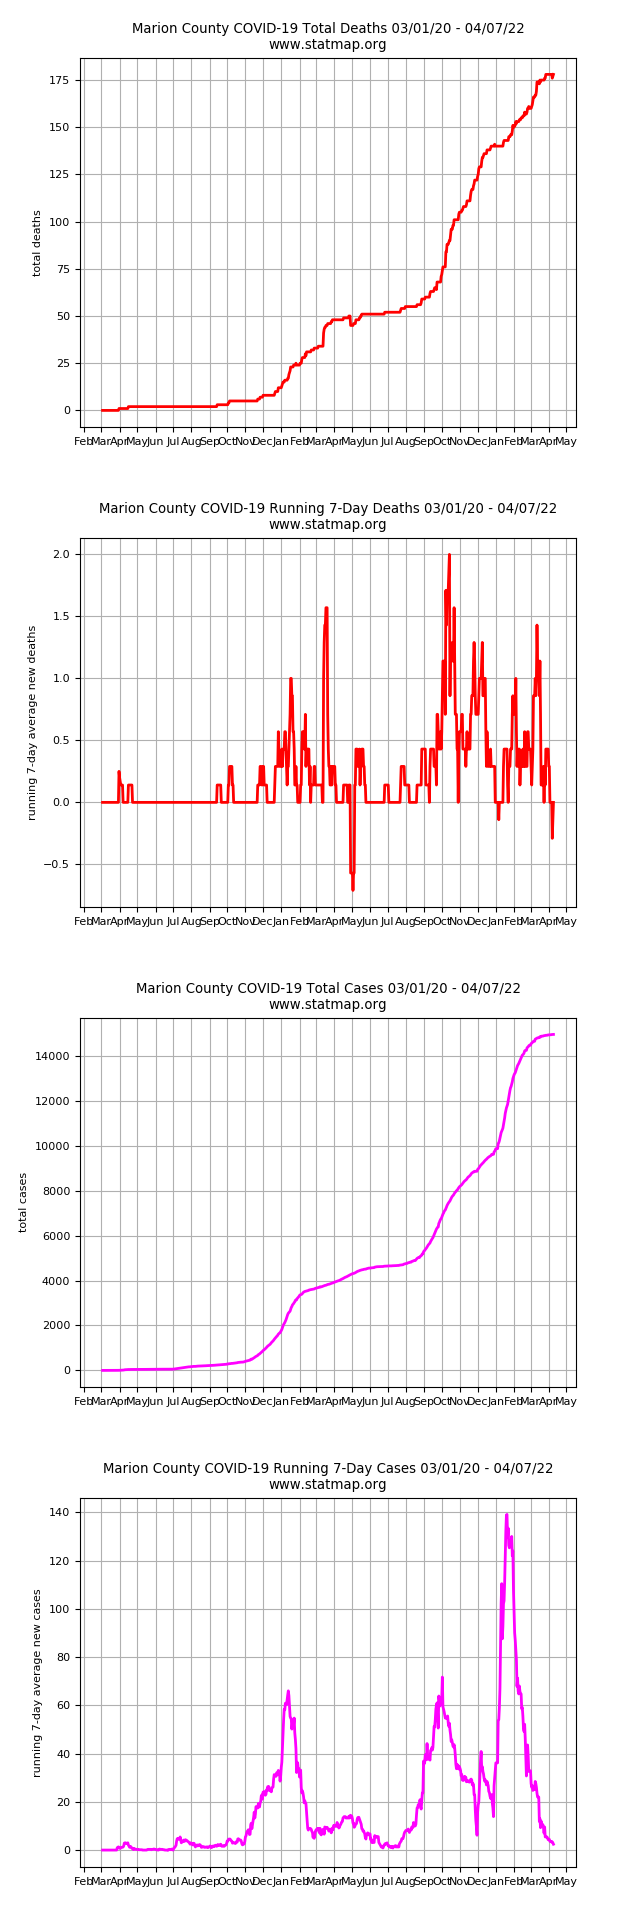 Marion County COVID-19 Total Deaths 03/01/20 - 04/07/22
www.statmap.org
total deaths
175
150
125
100
75
50
25
0
Feb Mar Apr May Jun Jul Aug Sep Oct Nov Dec Jan Feb Mar Apr May Jun Jul Aug Sep Oct Nov Dec Jan Feb Mar Apr May
Marion County COVID-19 Running 7-Day Deaths 03/01/20 - 04/07/22
www.statmap.org
running 7-day average new deaths
2.0
1.5
1.0
0.5
0.0
−0.5
Feb Mar Apr May Jun Jul Aug Sep Oct Nov Dec Jan Feb Mar Apr May Jun Jul Aug Sep Oct Nov Dec Jan Feb Mar Apr May
Marion County COVID-19 Total Cases 03/01/20 - 04/07/22
www.statmap.org
total cases
14000
12000
10000
8000
6000
4000
2000
0
Feb Mar Apr May Jun Jul Aug Sep Oct Nov Dec Jan Feb Mar Apr May Jun Jul Aug Sep Oct Nov Dec Jan Feb Mar Apr May
Marion County COVID-19 Running 7-Day Cases 03/01/20 - 04/07/22
www.statmap.org
running 7-day average new cases
140
120
100
80
60
40
20
0
Feb Mar Apr May Jun Jul Aug Sep Oct Nov Dec Jan Feb Mar Apr May Jun Jul Aug Sep Oct Nov Dec Jan Feb Mar Apr May